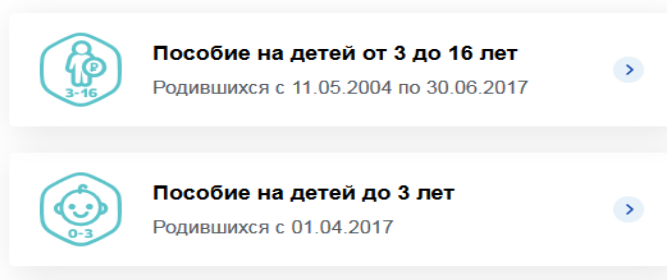 Пособие на детей от 3 до 16 лет
Родившихся с 11.05.2004 по 30.06.2017
3-16
Пособие на детей до 3 лет
Родившихся с 01.04.2017
0-3